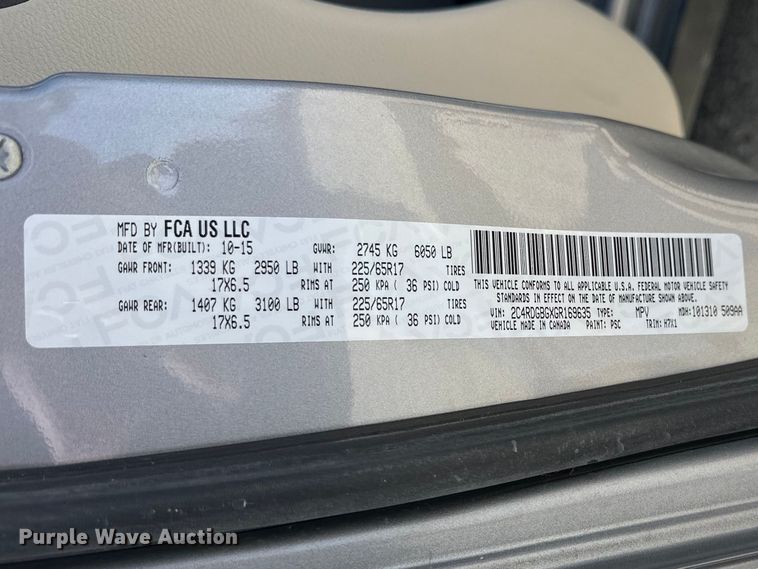 MFD BY FCA US LLC
DATE OF MFR(BUILT): 10-15 GVWR: 2745 KG 6050 LB
GAWR FRONT: 1339 KG 2950 LB WITH 225/65R17 TIRES
17X6.5 RIMS AT 250 KPA ( 36 PSI) COLD
GAWR REAR: 1407 KG 3100 LB WITH 225/65R17 TIRES
17X6.5 RIMS AT 250 KPA ( 36 PSI) COLD
THIS VEHICLE CONFORMS TO ALL APPLICABLE U.S.A. FEDERAL MOTOR VEHICLE SAFETY
STANDARDS IN EFFECT ON THE DATE OF MANUFACTURE SHOWN ABOVE.
VIN: 2C4RDGBGXGR169635 TYPE: MPV MDH: 101310 509AA
VEHICLE MADE IN CANADA PAINT: PSC TRIM: H7X1
Purple Wave Auction